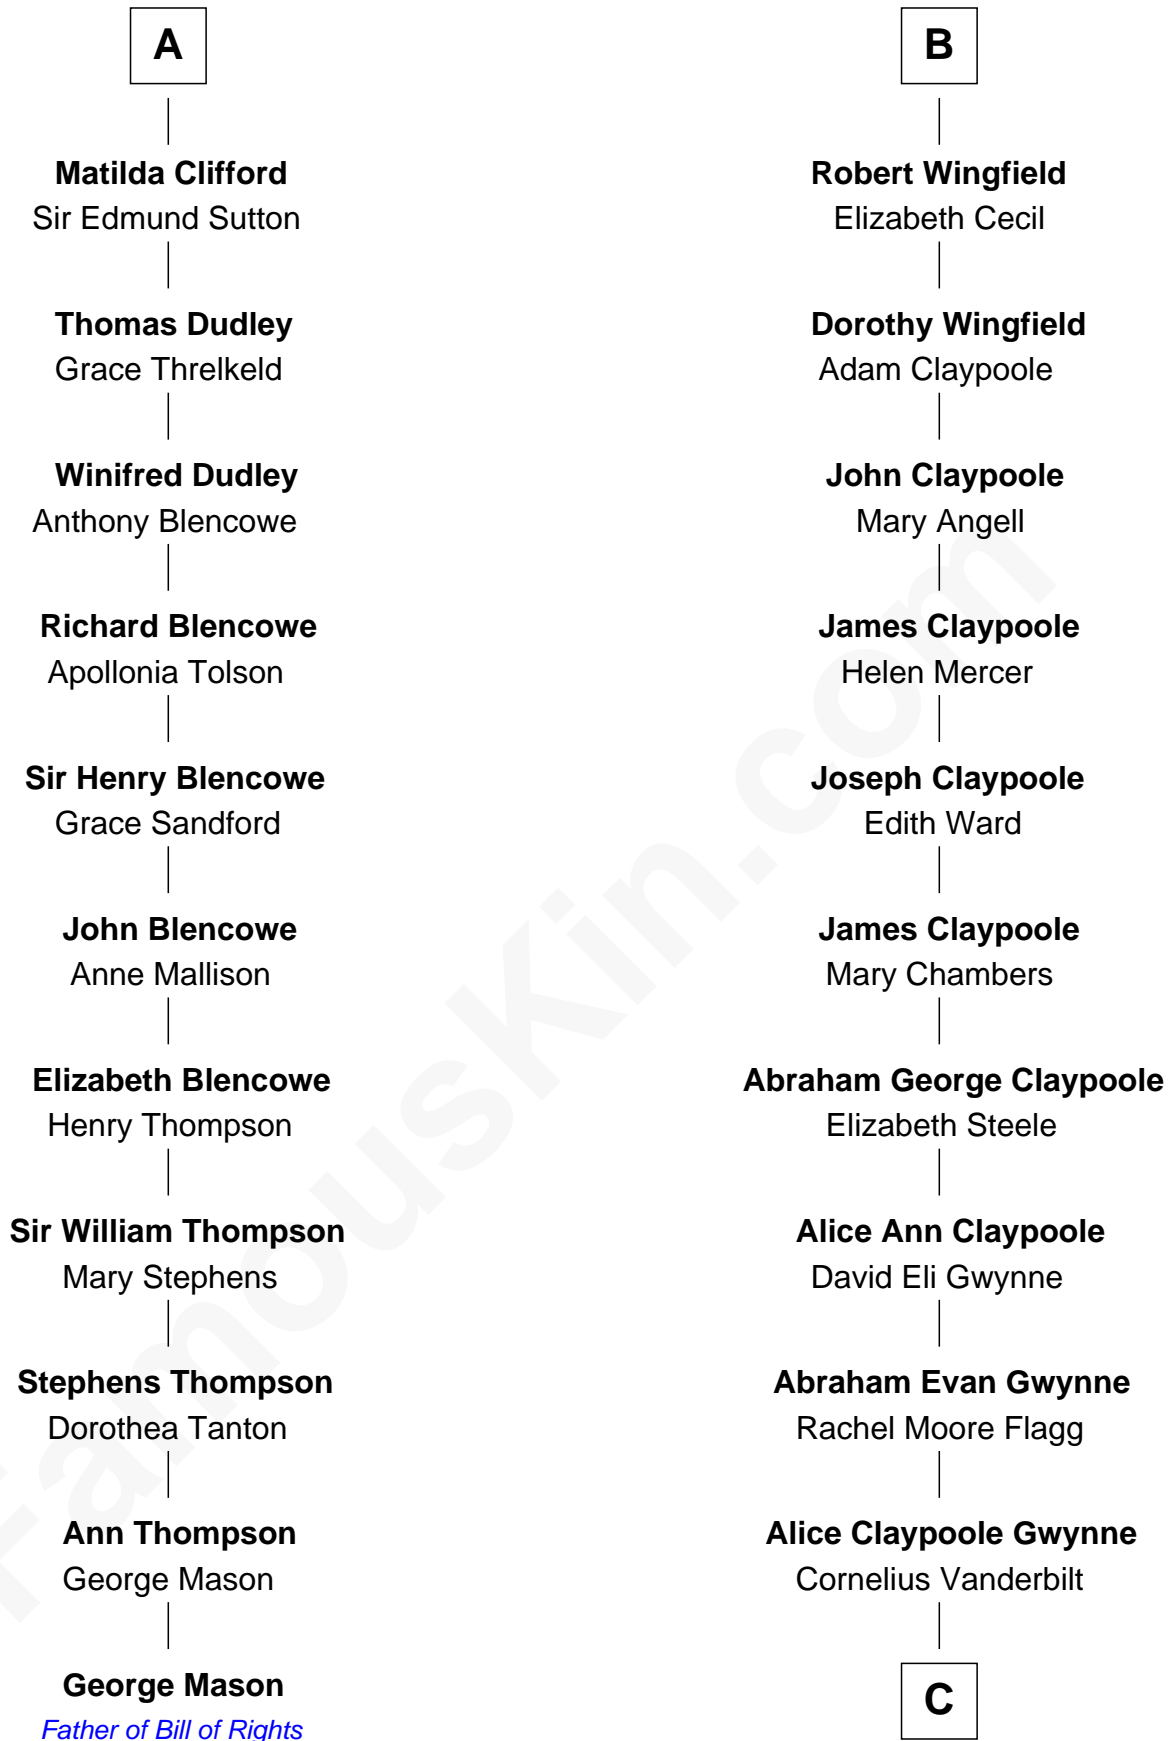 A
Matilda Clifford
Sir Edmund Sutton
Thomas Dudley
Grace Threlkeld
Winifred Dudley
Anthony Blencowe
Richard Blencowe
Apollonia Tolson
Sir Henry Blencowe
Grace Sandford
John Blencowe
Anne Mallison
Elizabeth Blencowe
Henry Thompson
Sir William Thompson
Mary Stephens
Stephens Thompson
Dorothea Tanton
Ann Thompson
George Mason
George Mason
Father of Bill of Rights
B
Robert Wingfield
Elizabeth Cecil
Dorothy Wingfield
Adam Claypoole
John Claypoole
Mary Angell
James Claypoole
Helen Mercer
Joseph Claypoole
Edith Ward
James Claypoole
Mary Chambers
Abraham George Claypoole
Elizabeth Steele
Alice Ann Claypoole
David Eli Gwynne
Abraham Evan Gwynne
Rachel Moore Flagg
Alice Claypoole Gwynne
Cornelius Vanderbilt
C
FamousKin.com